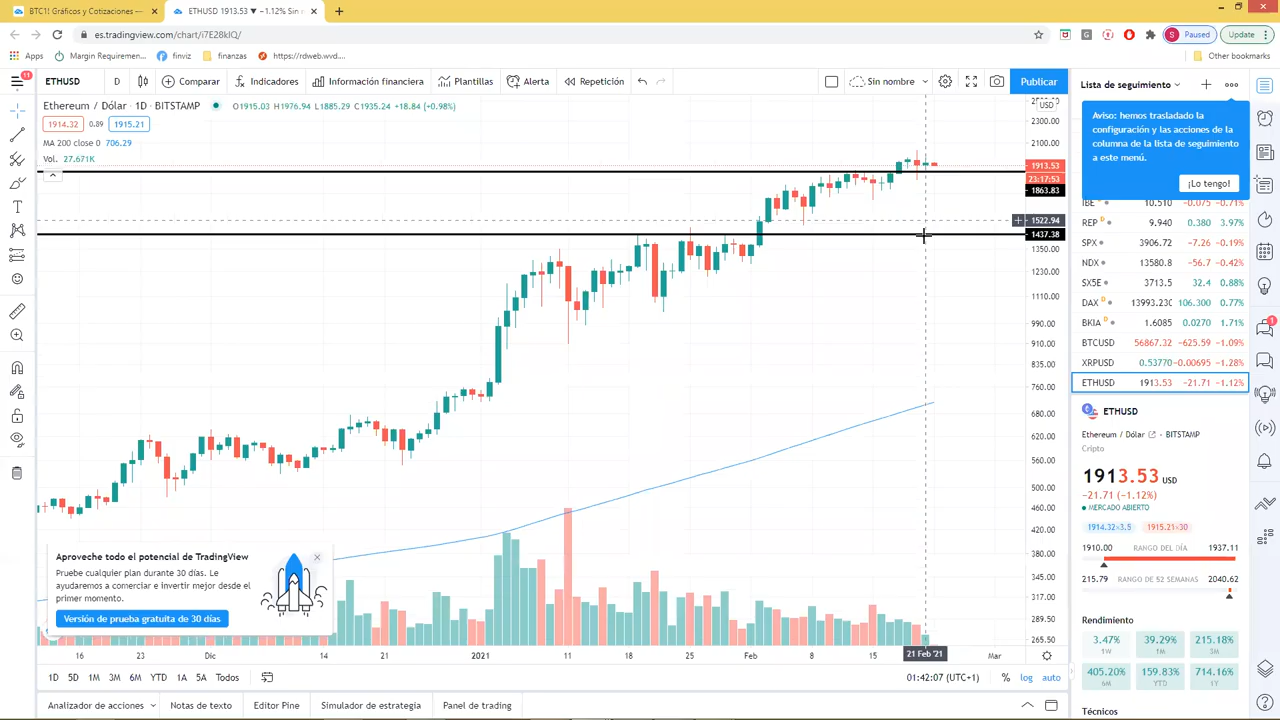 BTC1! Gráficos y Cotizaciones —
ETHUSD 1913.53 ▼ −1.12% Sin n
es.tradingview.com/chart/i7E28kIQ/
Paused
Update
Apps
Margin Requiremen...
finviz
finanzas
https://rdweb.wvd....
Other bookmarks
11
ETHUSD
D
Comparar
Indicadores
Información financiera
Plantillas
Alerta
Repetición
Sin nombre
Publicar
Lista de seguimiento
Ethereum / Dólar · 1D · BITSTAMP
O1915.03 H1976.94 L1885.29 C1935.24 +18.84 (+0.98%)
1914.32 0.89 1915.21
MA 200 close 0 706.29
Vol. 27.671K
USD
2300.00
2100.00
1913.53
23:17:53
1863.83
1522.94
1437.38
1350.00
1230.00
1110.00
990.00
910.00
835.00
760.00
680.00
620.00
560.00
500.00
460.00
420.00
380.00
345.00
317.00
289.50
265.50
Aviso: hemos trasladado la
configuración y las acciones de la
columna de la lista de seguimiento
a este menú.
¡Lo tengo!
IBE 10.510 −0.075 −0.71%
REP D 9.940 0.380 3.97%
SPX 3906.72 −7.26 −0.19%
NDX 13580.8 −56.7 −0.42%
SX5E 3713.5 32.4 0.88%
DAX D 13993.230 106.300 0.77%
BKIA D 1.6085 0.0270 1.71%
BTCUSD 56867.32 −625.59 −1.09%
XRPUSD 0.53770 −0.00695 −1.28%
ETHUSD 1913.53 −21.71 −1.12%
1
ETHUSD
Ethereum / Dólar · BITSTAMP
Cripto
1913.53 USD
−21.71 (−1.12%)
MERCADO ABIERTO
1914.32×3.5 1915.21×30
1910.00 RANGO DEL DÍA 1937.11
215.79 RANGO DE 52 SEMANAS 2040.62
Rendimiento
3.47% 39.29% 215.18%
1W 1M 3M
405.20% 159.83% 714.16%
6M YTD 1Y
Técnicos
Aproveche todo el potencial de TradingView
Pruebe cualquier plan durante 30 días. Le
ayudaremos a comerciar e invertir mejor desde el
primer momento.
Versión de prueba gratuita de 30 días
16 23 Dic 14 2021 11 18 25 Feb 8 15 21 Feb '21 Mar
1D 5D 1M 3M 6M YTD 1A 5A Todos
01:42:07 (UTC+1) % log auto
Analizador de acciones
Notas de texto
Editor Pine
Simulador de estrategia
Panel de trading